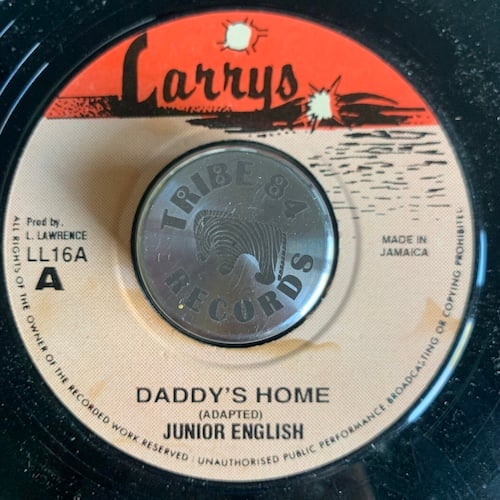 Larrys
TRIBE 84
RECORDS
Prod by.
L. LAWRENCE
LL16A
A
MADE IN
JAMAICA
DADDY'S HOME
(ADAPTED)
JUNIOR ENGLISH
ALL RIGHTS OF THE OWNER OF THE RECORDED WORK RESERVED : UNAUTHORISED PUBLIC PERFORMANCE BROADCASTING OR COPYING PROHIBITED